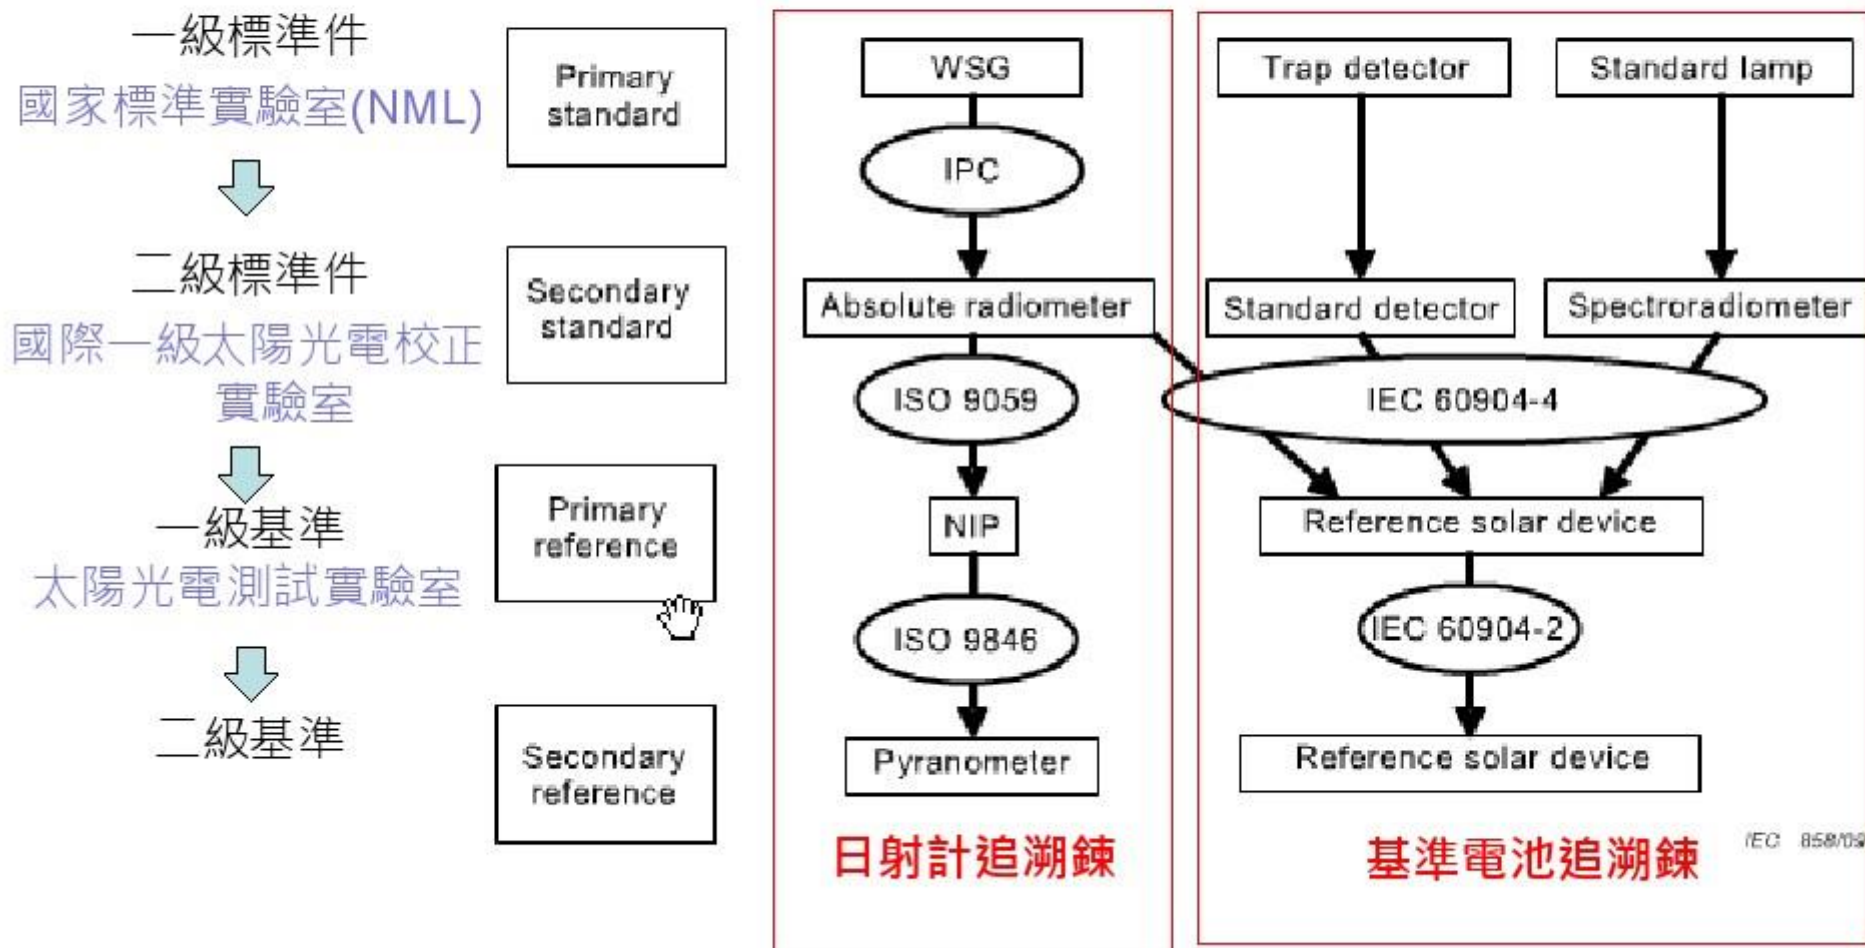 一級標準件
國家標準實驗室(NML)
二級標準件
國際一級太陽光電校正
實驗室
一級基準
太陽光電測試實驗室
二級基準
Primary
standard
Secondary
standard
Primary
reference
Secondary
reference
WSG
IPC
Absolute radiometer
ISO 9059
NIP
ISO 9846
Pyranometer
日射計追溯鍊
Trap detector
Standard lamp
Standard detector
Spectroradiometer
IEC 60904-4
Reference solar device
IEC 60904-2
Reference solar device
基準電池追溯鍊
IEC 858/09